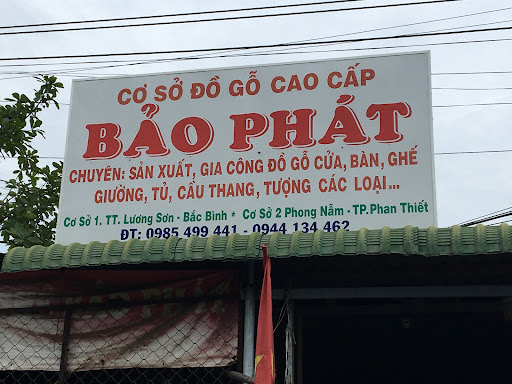 CƠ SỞ ĐỒ GỖ CAO CẤP
BẢO PHÁT
CHUYÊN: SẢN XUẤT, GIA CÔNG ĐỒ GỖ CỬA, BÀN, GHẾ
GIƯỜNG, TỦ, CẦU THANG, TƯỢNG CÁC LOẠI...
Cơ Sở 1. TT. Lương Sơn - Bắc Bình * Cơ Sở 2 Phong Nẫm - TP.Phan Thiết
ĐT: 0985 499 441 - 0944 134 462
BẢO PHÁT